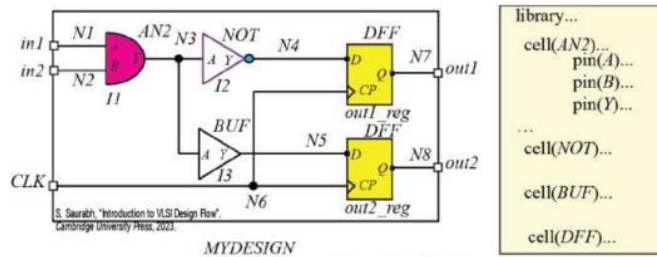 AN2 NOT DFF
in1 N1 A Y N3 A Y N4 D Q N7 out1
in2 N2 B I1 I2 CP
out1_reg
BUF DFF
A Y N5 D Q N8 out2
I3 CP
CLK N6 out2_reg
S. Saurabh, "Introduction to VLSI Design Flow".
Cambridge University Press, 2023.
MYDESIGN
library...
cell(AN2)...
pin(A)...
pin(B)...
pin(Y)...
...
cell(NOT)...
cell(BUF)...
cell(DFF)...